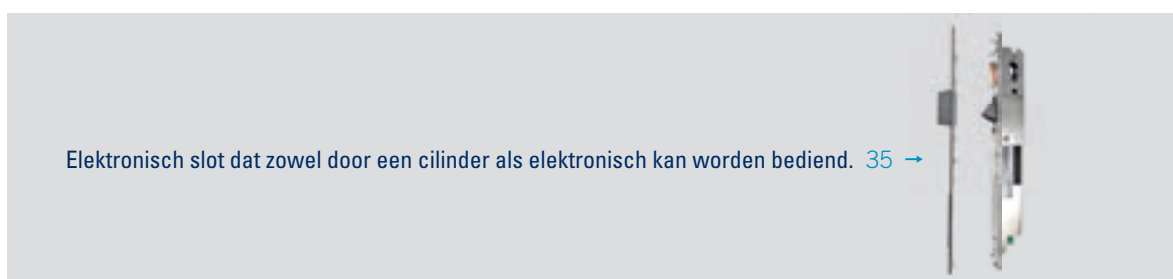 Elektronisch slot dat zowel door een cilinder als elektronisch kan worden bediend. 35 →